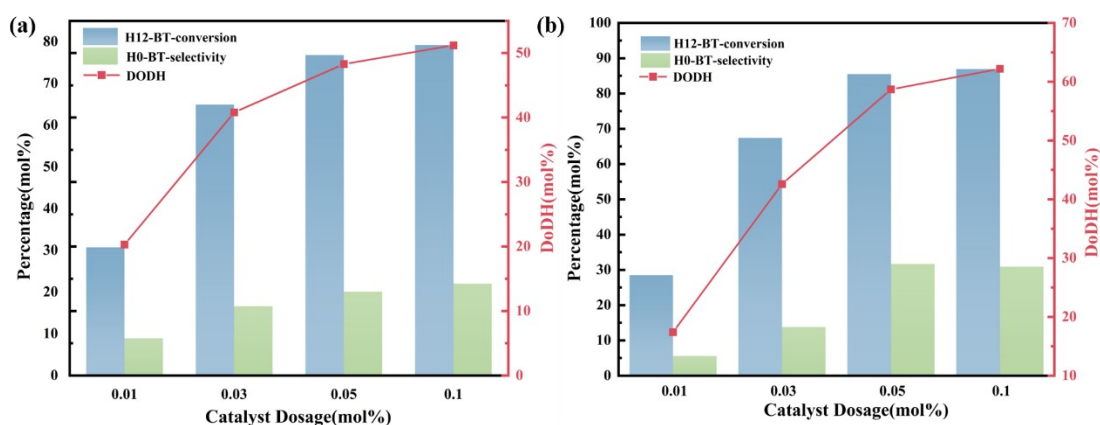 (a)
H12-BT-conversion
H0-BT-selectivity
DODH
80
70
60
50
40
30
20
10
0
Percentage(mol%)
50
40
30
20
10
0
DoDH(mol%)
0.01 0.03 0.05 0.1
Catalyst Dosage(mol%)
(b)
H12-BT-conversion
H0-BT-selectivity
DODH
100
90
80
70
60
50
40
30
20
10
0
Percentage(mol%)
70
60
50
40
30
20
10
DoDH(mol%)
0.01 0.03 0.05 0.1
Catalyst Dosage(mol%)